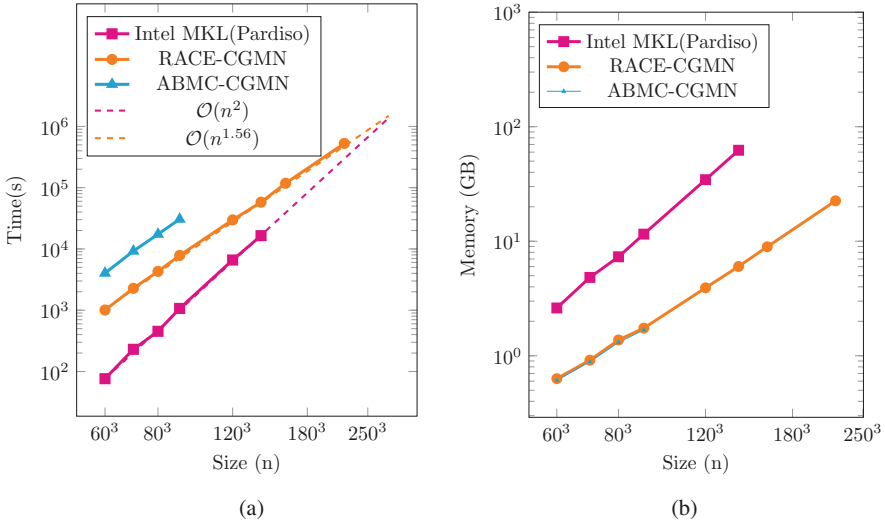 Intel MKL(Pardiso)
RACE-CGMN
ABMC-CGMN
𝒪(n²)
𝒪(n¹·⁵⁶)
10⁶
10⁵
10⁴
10³
10²
Time(s)
60³ 80³ 120³ 180³ 250³
Size (n)
(a)
Intel MKL(Pardiso)
RACE-CGMN
ABMC-CGMN
10³
10²
10¹
10⁰
Memory (GB)
60³ 80³ 120³ 180³ 250³
Size (n)
(b)